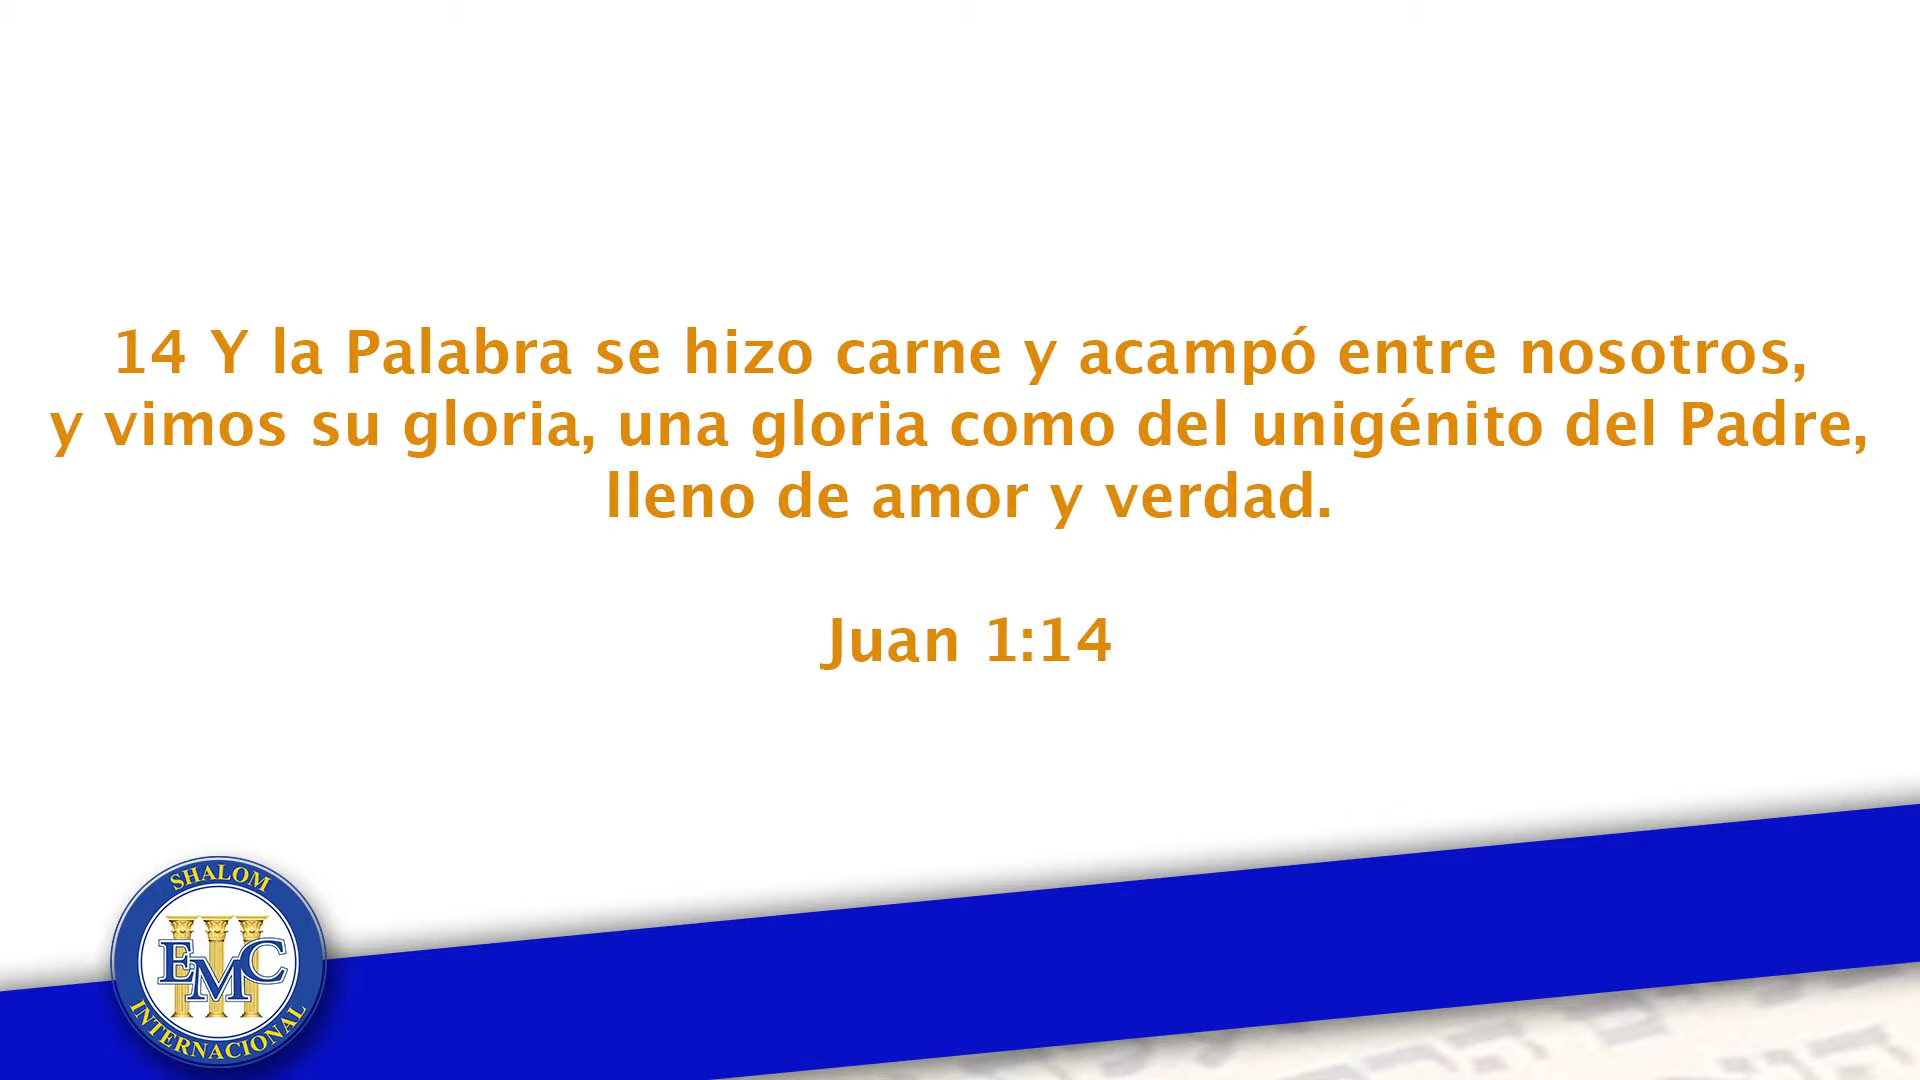 14 Y la Palabra se hizo carne y acampó entre nosotros,
y vimos su gloria, una gloria como del unigénito del Padre,
lleno de amor y verdad.
Juan 1:14
SHALOM
EMC
INTERNACIONAL